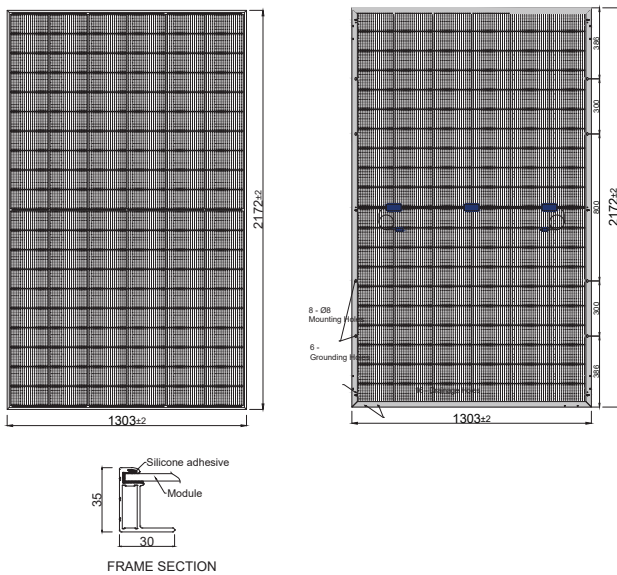 2172±2
1303±2
386
300
800
300
386
2172±2
8 - Ø8
Mounting Holes
6 -
Grounding Holes
Drainage Holes
1303±2
Silicone adhesive
Module
35
30
FRAME SECTION